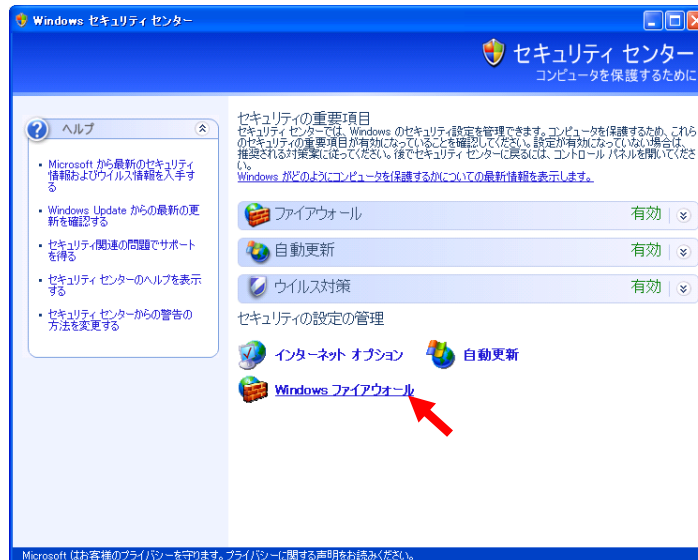 Windows セキュリティ センター
セキュリティ センター
コンピュータを保護するために
ヘルプ
Microsoft から最新のセキュリティ
情報およびウイルス情報を入手す
る
Windows Update からの最新の更
新を確認する
セキュリティ関連の問題でサポート
を得る
セキュリティ センターのヘルプを表示
する
セキュリティ センターからの警告の
方法を変更する
セキュリティの重要項目
セキュリティ センターでは、Windows のセキュリティ設定を管理できます。コンピュータを保護するため、これら
のセキュリティの重要項目が有効になっていることを確認してください。設定が有効になっていない場合は、
推奨される対策案に従ってください。後でセキュリティ センターに戻るには、コントロール パネルを開いてくださ
い。
Windows がどのようにコンピュータを保護するかについての最新情報を表示します。
ファイアウォール 有効
自動更新 有効
ウイルス対策 有効
セキュリティの設定の管理
インターネット オプション 自動更新
Windows ファイアウォール
Microsoft はお客様のプライバシーを守ります。プライバシーに関する声明をお読みください。